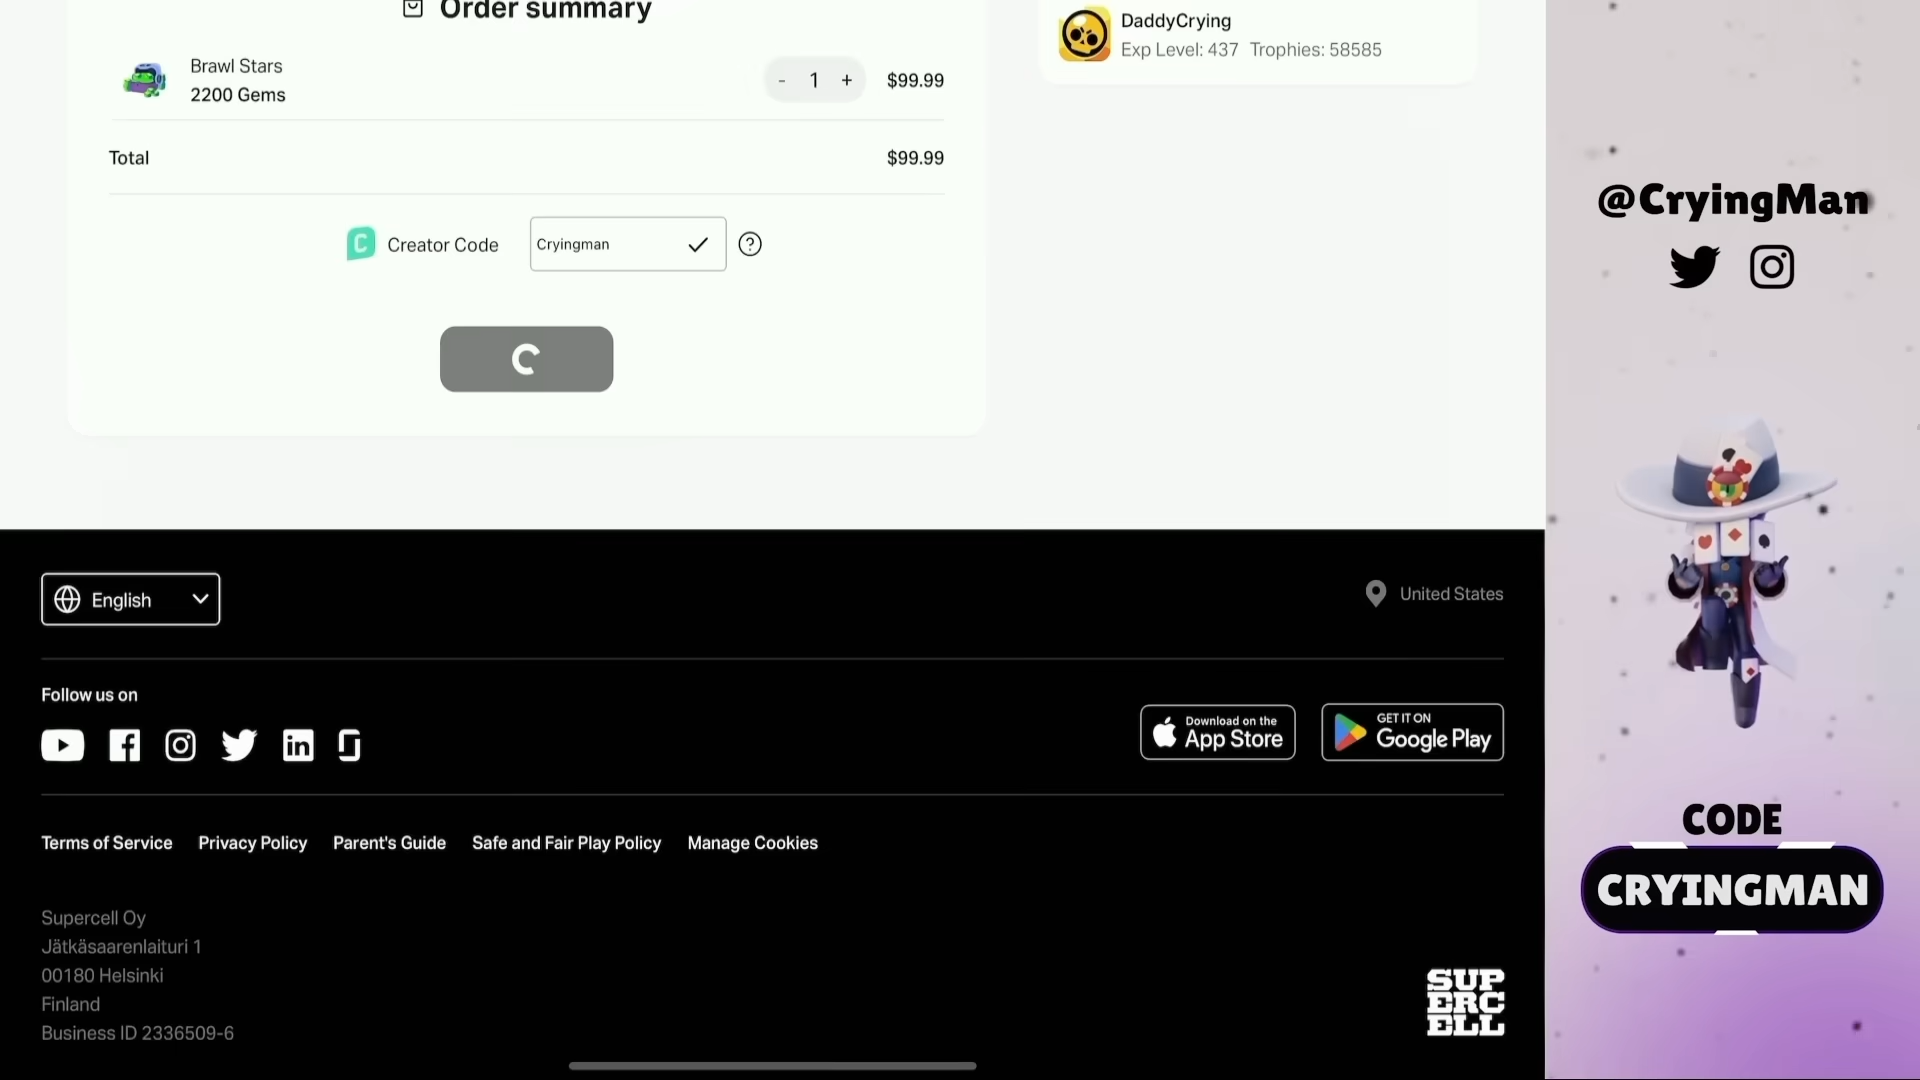 Order summary
Brawl Stars
2200 Gems
- 1 +
$99.99
Total
$99.99
C
Creator Code
Cryingman
?
DaddyCrying
Exp Level: 437 Trophies: 58585
@CryingMan
CODE
CRYINGMAN
English
United States
Follow us on
Download on the
App Store
GET IT ON
Google Play
Terms of Service Privacy Policy Parent's Guide Safe and Fair Play Policy Manage Cookies
Supercell Oy
Jätkäsaarenlaituri 1
00180 Helsinki
Finland
Business ID 2336509-6
SUP
ERC
ELL